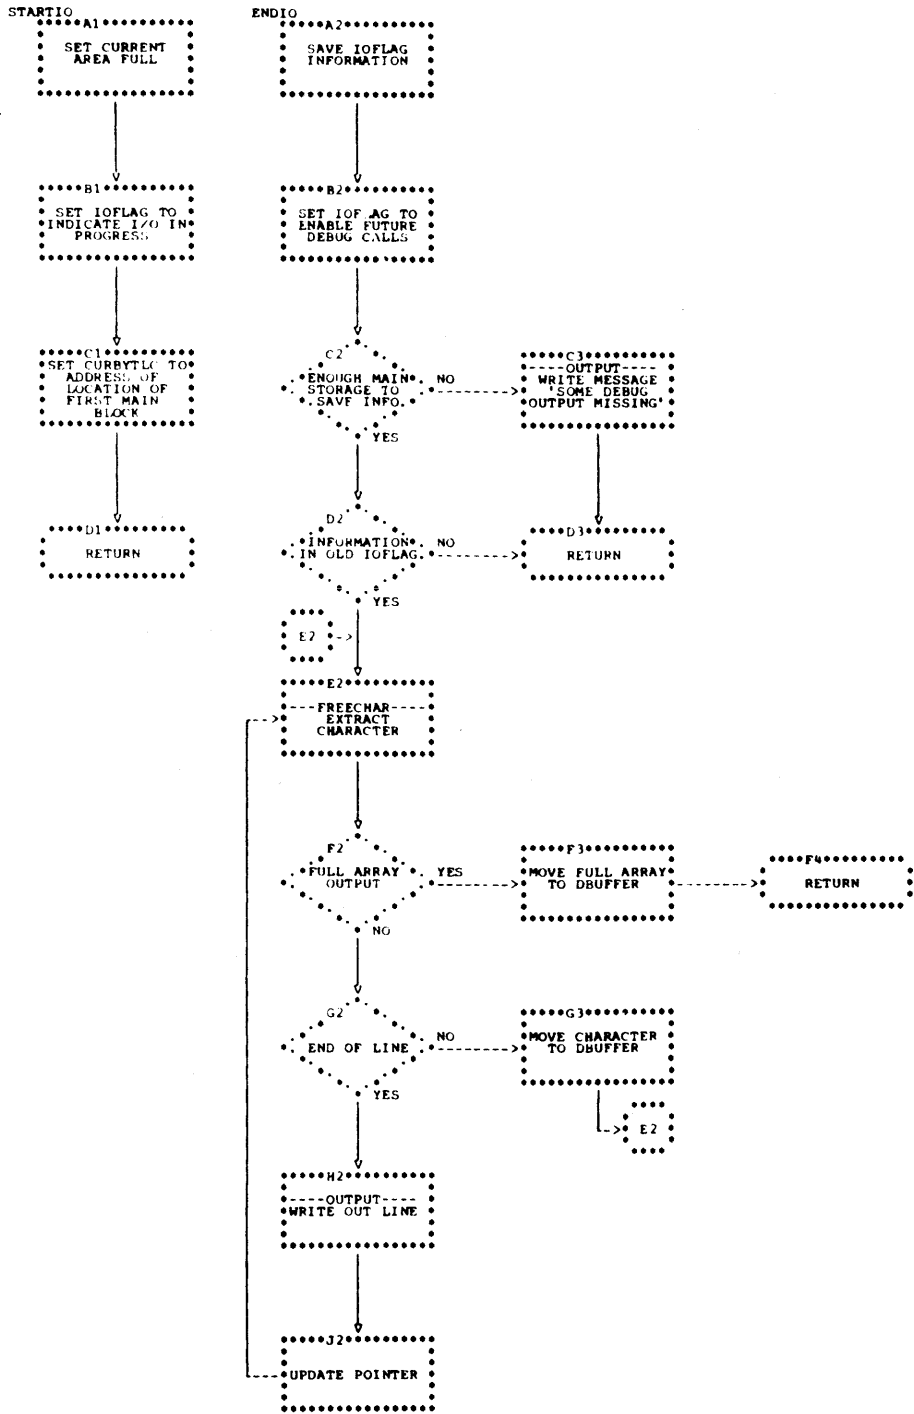 STARTIO
A1
SET CURRENT
AREA FULL
B1
SET IOFLAG TO
INDICATE I/O IN
PROGRESS
C1
SET CURBYTLC TO
ADDRESS OF
LOCATION OF
FIRST MAIN
BLOCK
D1
RETURN
ENDIO
A2
SAVE IOFLAG
INFORMATION
B2
SET IOF AG TO
ENABLE FUTURE
DEBUG CALLS
C2
ENOUGH MAIN
STORAGE TO
SAVE INFO.
NO
YES
C3
OUTPUT
WRITE MESSAGE
'SOME DEBUG
OUTPUT MISSING'
D2
INFORMATION
IN OLD IOFLAG
NO
YES
D3
RETURN
E2
E2
FREECHAR
EXTRACT
CHARACTER
F2
FULL ARRAY
OUTPUT
YES
NO
F3
MOVE FULL ARRAY
TO DBUFFER
F4
RETURN
G2
END OF LINE
NO
YES
G3
MOVE CHARACTER
TO DBUFFER
E2
H2
OUTPUT
WRITE OUT LINE
J2
UPDATE POINTER